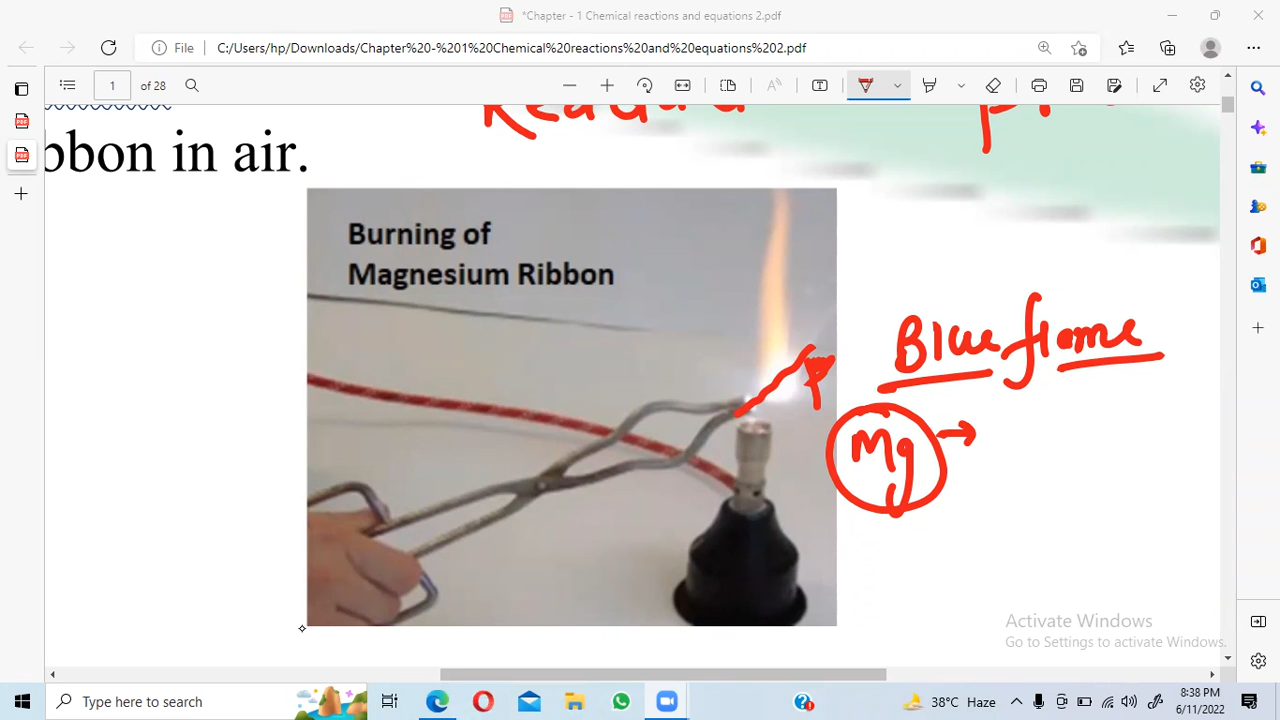 *Chapter - 1 Chemical reactions and equations 2.pdf
File
C:/Users/hp/Downloads/Chapter%20-%201%20Chemical%20reactions%20and%20equations%202.pdf
1 of 28
bbon in air.
Burning of
Magnesium Ribbon
Blue flame
Mg →
Activate Windows
Go to Settings to activate Windows.
Type here to search
38°C Haze
8:38 PM
6/11/2022